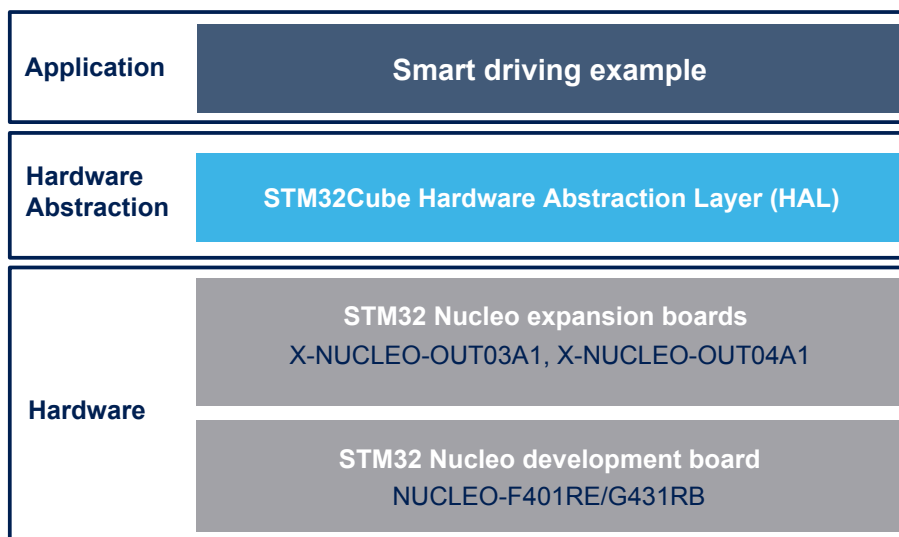 Application
Smart driving example
Hardware
Abstraction
STM32Cube Hardware Abstraction Layer (HAL)
Hardware
STM32 Nucleo expansion boards
X-NUCLEO-OUT03A1, X-NUCLEO-OUT04A1
STM32 Nucleo development board
NUCLEO-F401RE/G431RB